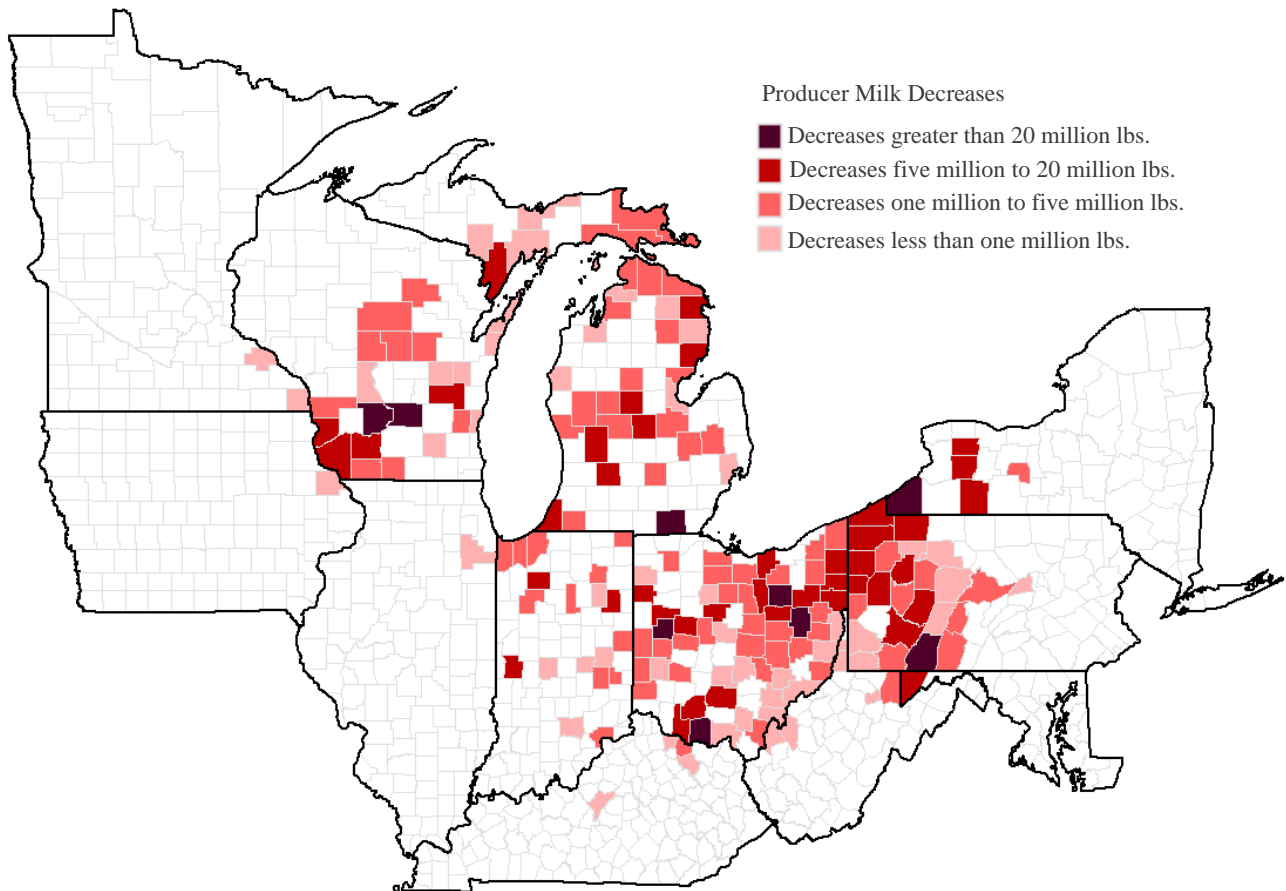 Producer Milk Decreases
Decreases greater than 20 million lbs.
Decreases five million to 20 million lbs.
Decreases one million to five million lbs.
Decreases less than one million lbs.